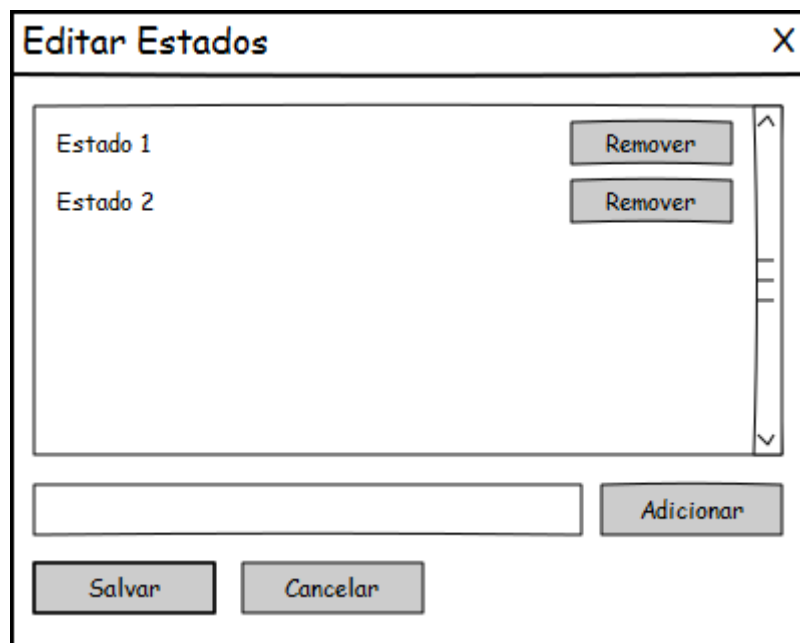 Editar Estados X
Estado 1 Remover
Estado 2 Remover
Adicionar
Salvar Cancelar